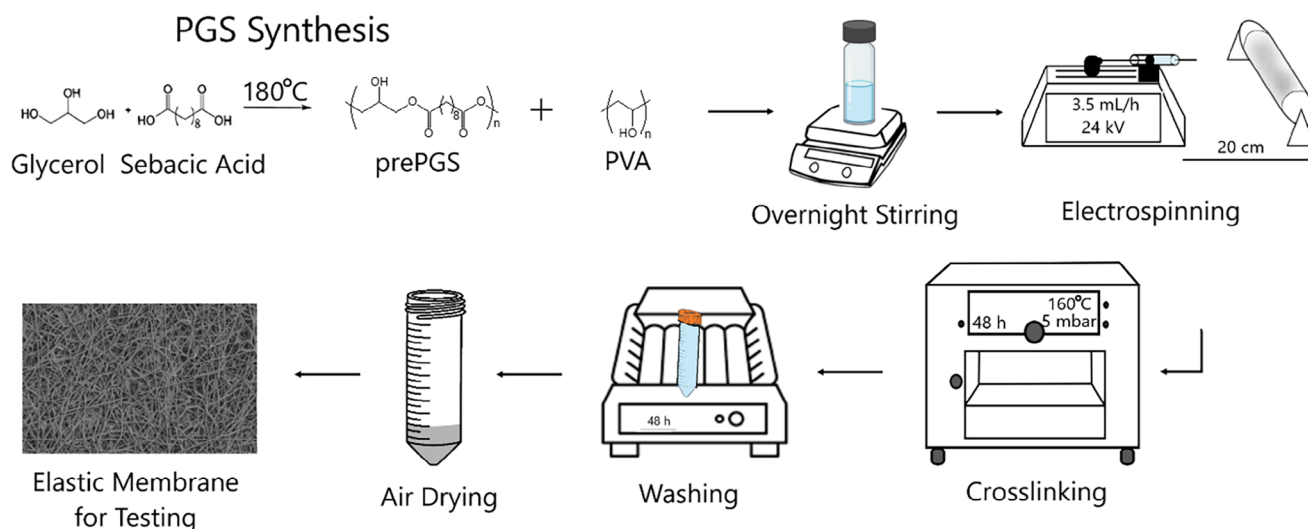 PGS Synthesis
OH
HO
OH
Glycerol
+
O
O
HO
8
OH
Sebacic Acid
180°C
OH
O
O
8
O
O
n
prePGS
+
HO
n
PVA
Overnight Stirring
3.5 mL/h
24 kV
20 cm
Electrospinning
160°C
48 h
5 mbar
Crosslinking
48 h
Washing
Air Drying
Elastic Membrane
for Testing